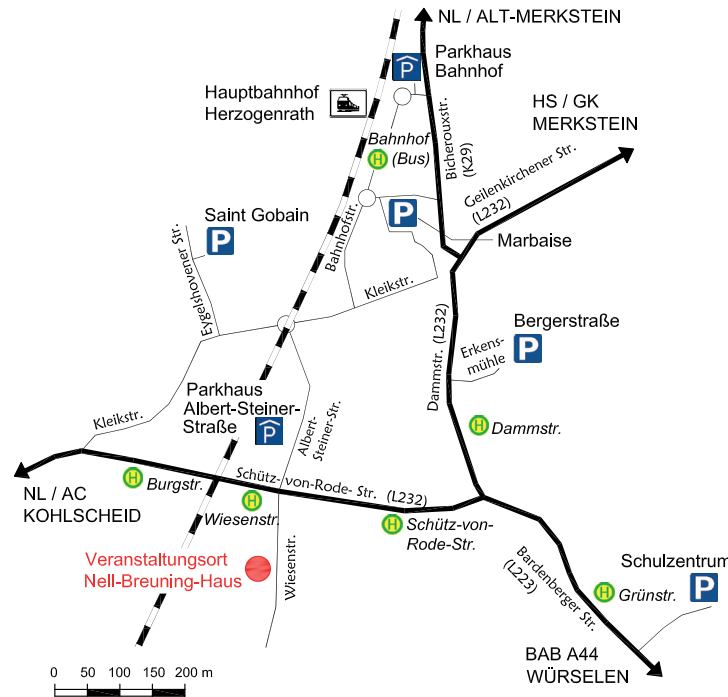 NL / ALT-MERKSTEIN
P
Parkhaus
Bahnhof
HS / GK
MERKSTEIN
Hauptbahnhof
Herzogenrath
Bahnhof
H
(Bus)
Bicherouxstr.
(K29)
Geilenkirchener Str.
(L232)
Saint Gobain
P
P
Marbaise
Eygelshovener Str.
Bahnhofstr.
Kleikstr.
Dammstr. (L232)
Bergerstraße
Erkens-
mühle
P
Parkhaus
Albert-Steiner-
Straße
P
Albert-
Steiner-Str.
Kleikstr.
H
Dammstr.
NL / AC
KOHLSCHEID
H
Burgstr.
Schütz- von-Rode- Str. (L232)
H
Wiesenstr.
H
Schütz-von-
Rode-Str.
Veranstaltungsort
Nell-Breuning-Haus
Wiesenstr.
Bardenberger Str.
(L223)
Schulzentrum
H
Grünstr.
P
BAB A44
WÜRSELEN
0 50 100 150 200 m